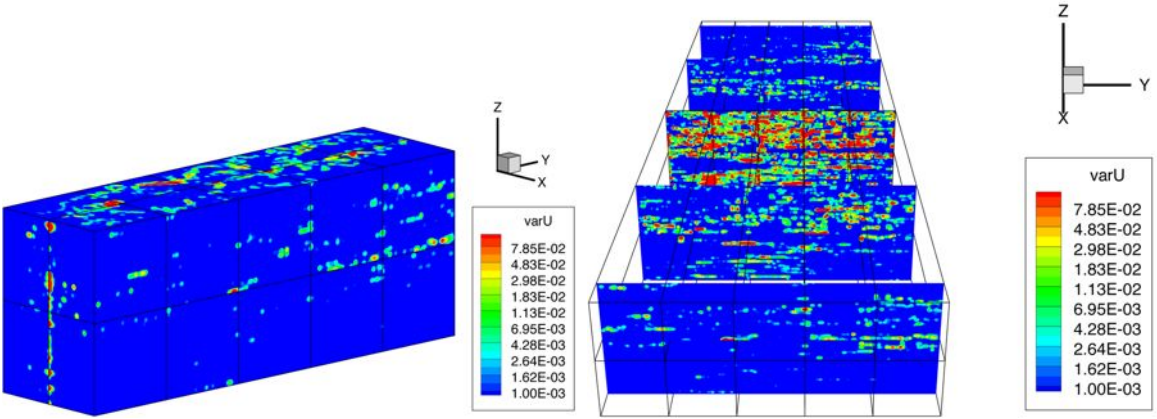 Z
Y
X
varU
7.85E-02
4.83E-02
2.98E-02
1.83E-02
1.13E-02
6.95E-03
4.28E-03
2.64E-03
1.62E-03
1.00E-03
Z
Y
X
varU
7.85E-02
4.83E-02
2.98E-02
1.83E-02
1.13E-02
6.95E-03
4.28E-03
2.64E-03
1.62E-03
1.00E-03